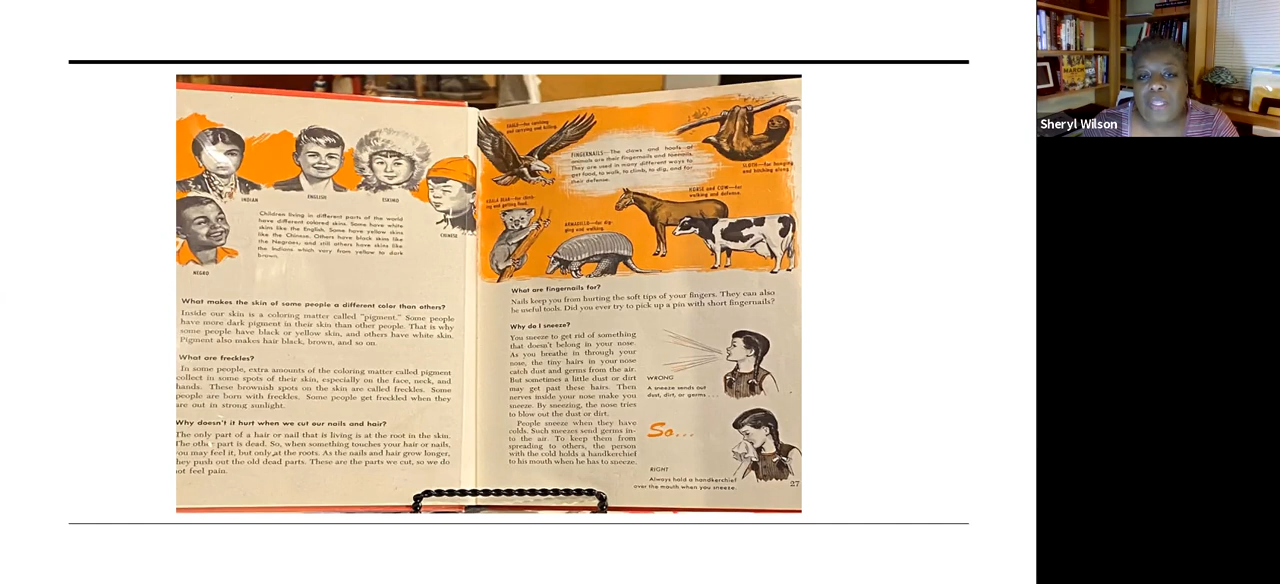 INDIAN
ENGLISH
ESKIMO
CHINESE
NEGRO
Children living in different parts of the world
have different colored skins. Some have white
skins like the English. Some have yellow skins
like the Chinese. Others have black skins like
the Negroes, and still others have skins like
the Indians which vary from yellow to dark
brown.
What makes the skin of some people a different color than others?
Inside our skin is a coloring matter called "pigment." Some people
have more dark pigment in their skin than other people. That is why
some people have black or yellow skin, and others have white skin.
Pigment also makes hair black, brown, and so on.
What are freckles?
In some people, extra amounts of the coloring matter called pigment
collect in some spots of their skin, especially on the face, neck, and
hands. These brownish spots on the skin are called freckles. Some
people are born with freckles. Some people get freckled when they
are out in strong sunlight.
Why doesn't it hurt when we cut our nails and hair?
The only part of a hair or nail that is living is at the root in the skin.
The othe part is dead. So, when something touches your hair or nails,
you may feel it, but only at the roots. As the nails and hair grow longer,
they push out the old dead parts. These are the parts we cut, so we do
not feel pain.
EAGLE—for catching
and carrying and killing.
FINGERNAILS—The claws and hoofs of
animals are their fingernails and toenails.
They are used in many different ways to
get food, to walk, to climb, to dig, and for
their defense.
SLOTH—for hanging
and hitching along.
KOALA BEAR—for climb-
ing and getting food.
HORSE and COW—for
walking and defense.
ARMADILLO—for dig-
ging and walking.
What are fingernails for?
Nails keep you from hurting the soft tips of your fingers. They can also
be useful tools. Did you ever try to pick up a pin with short fingernails?
Why do I sneeze?
You sneeze to get rid of something
that doesn't belong in your nose.
As you breathe in through your
nose, the tiny hairs in your nose
catch dust and germs from the air.
But sometimes a little dust or dirt
may get past these hairs. Then
nerves inside your nose make you
sneeze. By sneezing, the nose tries
to blow out the dust or dirt.
People sneeze when they have
colds. Such sneezes send germs in-
to the air. To keep them from
spreading to others, the person
with the cold holds a handkerchief
to his mouth when he has to sneeze.
WRONG
A sneeze sends out
dust, dirt, or germs . . .
So...
RIGHT
Always hold a handkerchief
over the mouth when you sneeze.
27
MARCH
Sheryl Wilson